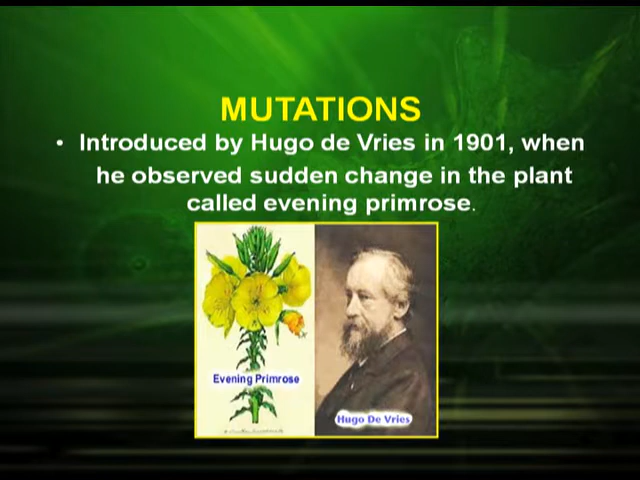 MUTATIONS
• Introduced by Hugo de Vries in 1901, when
he observed sudden change in the plant
called evening primrose.
Evening Primrose
Hugo De Vries